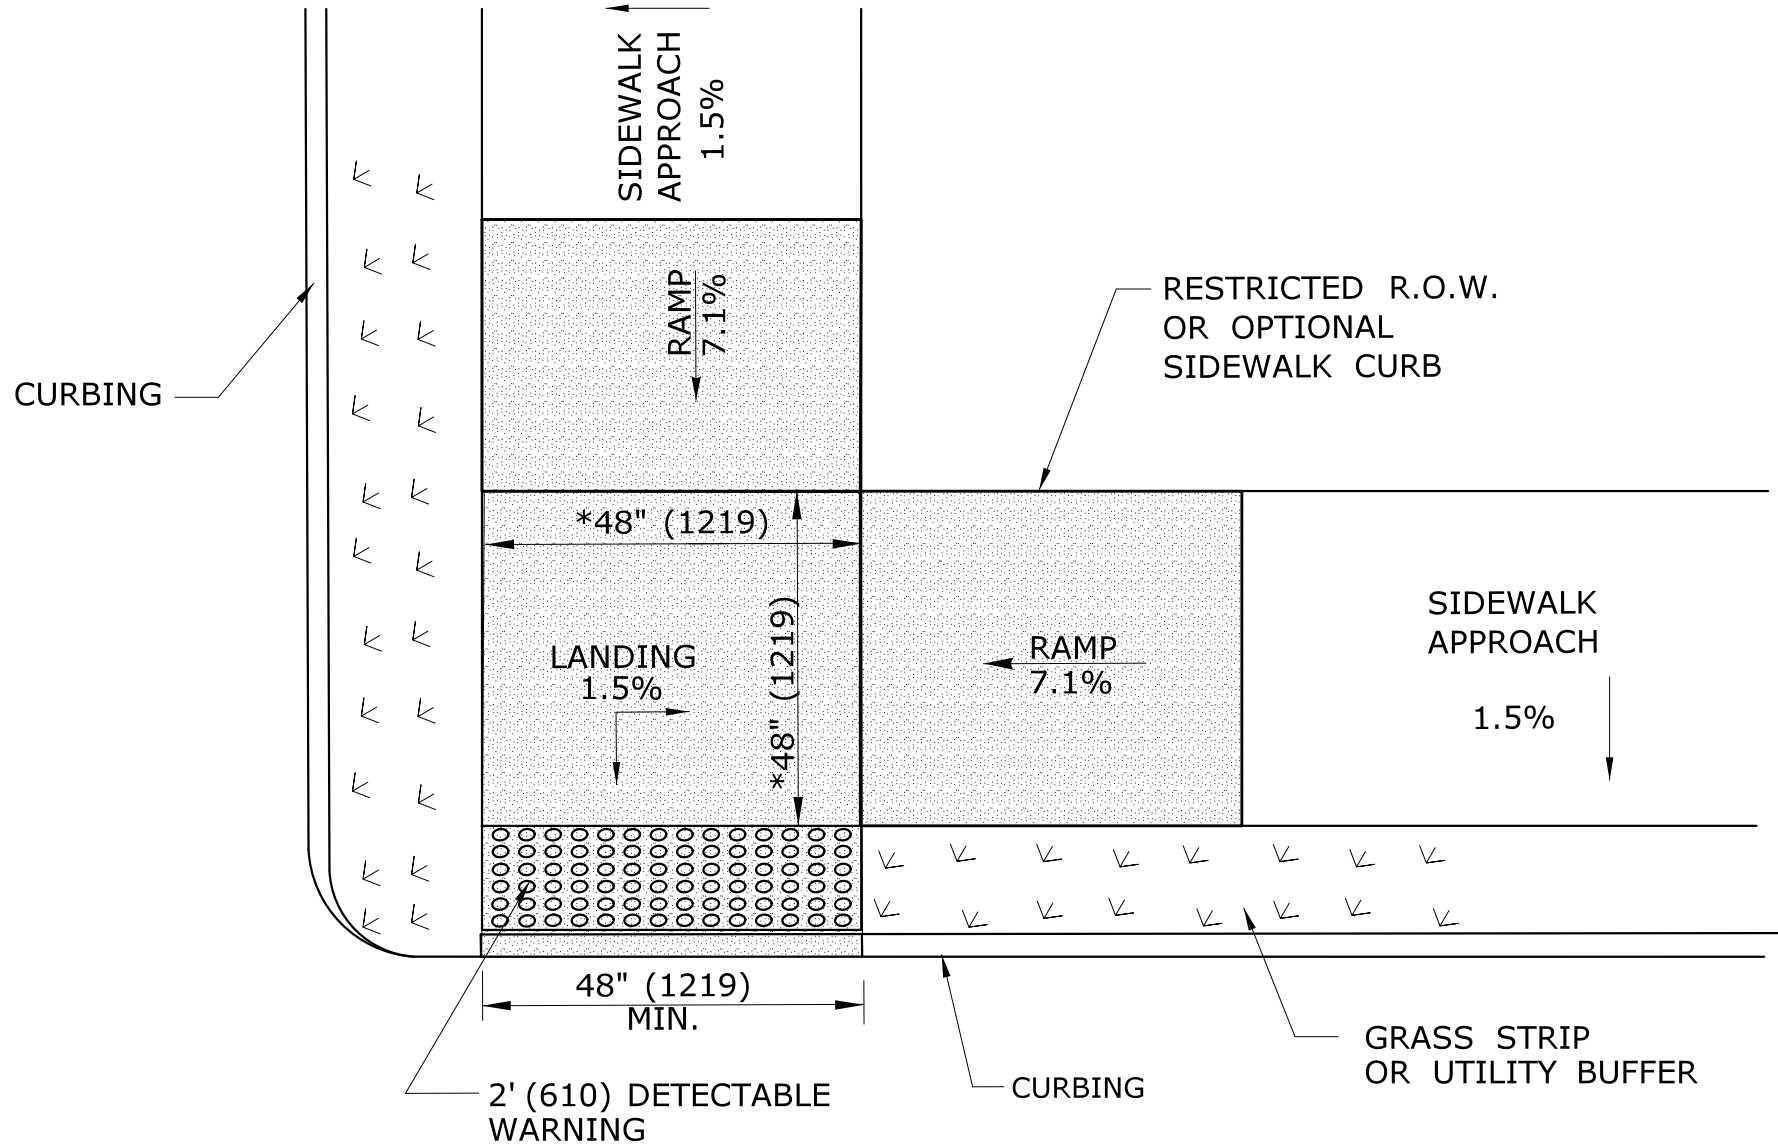 SIDEWALK
APPROACH
1.5%
RAMP
7.1%
RESTRICTED R.O.W.
OR OPTIONAL
SIDEWALK CURB
CURBING
*48" (1219)
*48" (1219)
LANDING
1.5%
RAMP
7.1%
SIDEWALK
APPROACH
1.5%
48" (1219)
MIN.
2' (610) DETECTABLE
WARNING
CURBING
GRASS STRIP
OR UTILITY BUFFER